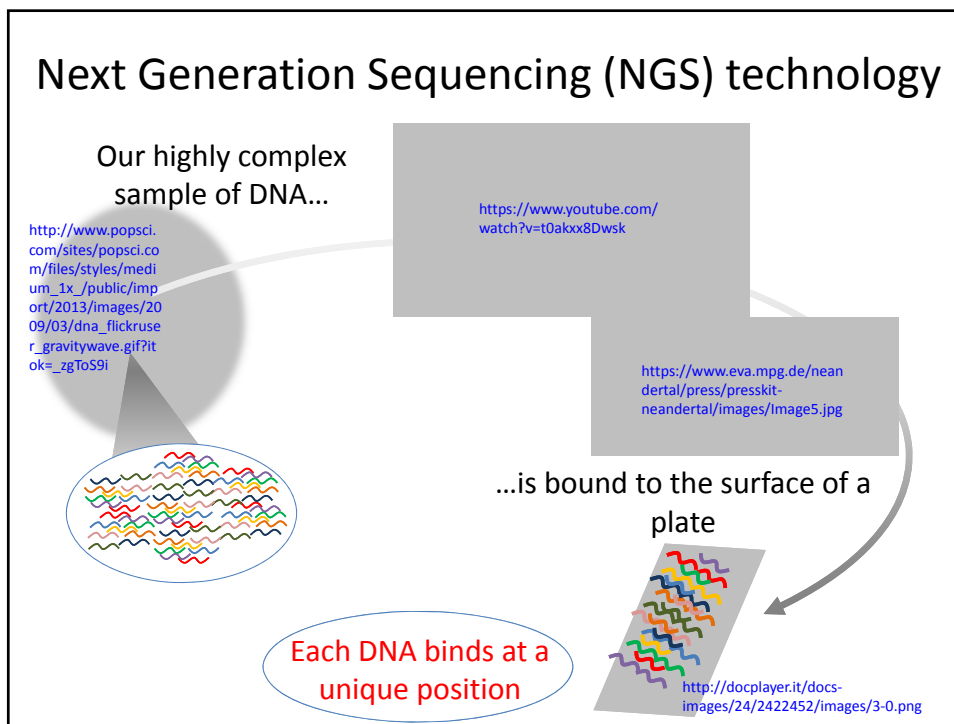 Next Generation Sequencing (NGS) technology
Our highly complex
sample of DNA…
http://www.popsci.
com/sites/popsci.co
m/files/styles/medi
um_1x_/public/imp
ort/2013/images/20
09/03/dna_flickruse
r_gravitywave.gif?it
ok=_zgToS9i
https://www.youtube.com/
watch?v=t0akxx8Dwsk
https://www.eva.mpg.de/nean
dertal/press/presskit-
neandertal/images/Image5.jpg
…is bound to the surface of a
plate
Each DNA binds at a
unique position
http://docplayer.it/docs-
images/24/2422452/images/3-0.png